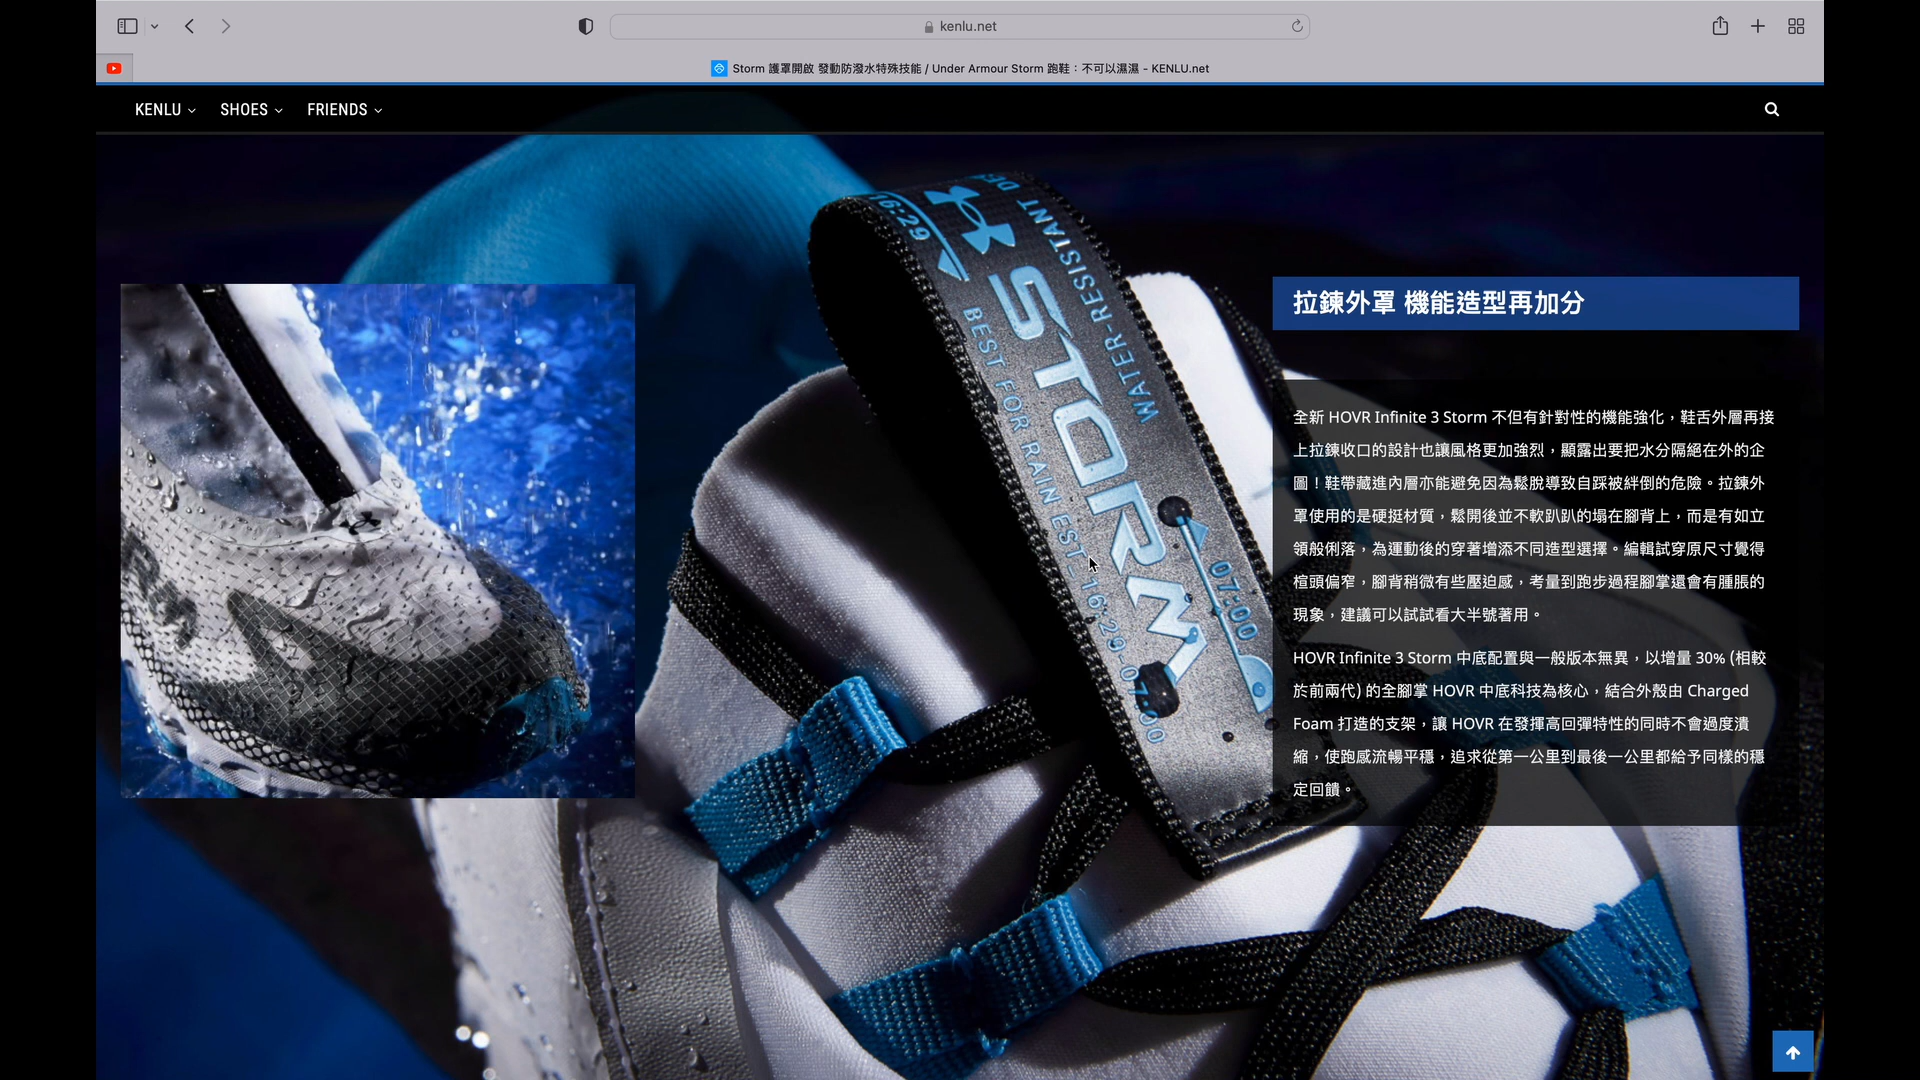 kenlu.net
Storm 護罩開啟 發動防潑水特殊技能 / Under Armour Storm 跑鞋：不可以濕濕 - KENLU.net
KENLU
SHOES
FRIENDS
16:29
STORM
WATER-RESISTANT
BEST FOR RAIN EST_16:29_07:00
07:00
拉鍊外罩 機能造型再加分
全新 HOVR Infinite 3 Storm 不但有針對性的機能強化，鞋舌外層再接
上拉鍊收口的設計也讓風格更加強烈，顯露出要把水分隔絕在外的企
圖！鞋帶藏進內層亦能避免因為鬆脫導致自踩被絆倒的危險。拉鍊外
罩使用的是硬挺材質，鬆開後並不軟趴趴的塌在腳背上，而是有如立
領般俐落，為運動後的穿著增添不同造型選擇。編輯試穿原尺寸覺得
楦頭偏窄，腳背稍微有些壓迫感，考量到跑步過程腳掌還會有腫脹的
現象，建議可以試試看大半號著用。
HOVR Infinite 3 Storm 中底配置與一般版本無異，以增量 30% (相較
於前兩代) 的全腳掌 HOVR 中底科技為核心，結合外殼由 Charged
Foam 打造的支架，讓 HOVR 在發揮高回彈特性的同時不會過度潰
縮，使跑感流暢平穩，追求從第一公里到最後一公里都給予同樣的穩
定回饋。